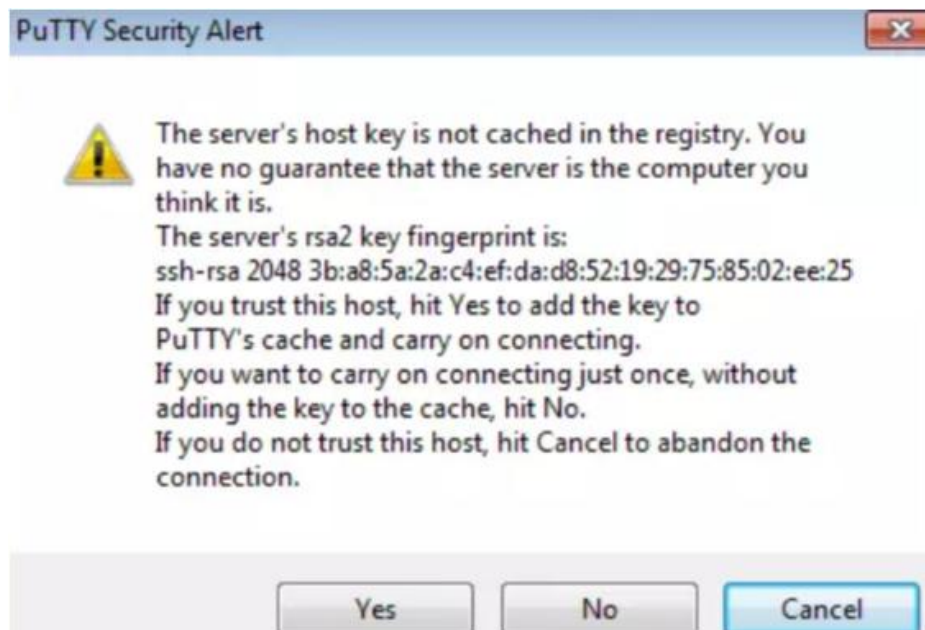 PuTTY Security Alert
The server's host key is not cached in the registry. You
have no guarantee that the server is the computer you
think it is.
The server's rsa2 key fingerprint is:
ssh-rsa 2048 3b:a8:5a:2a:c4:ef:da:d8:52:19:29:75:85:02:ee:25
If you trust this host, hit Yes to add the key to
PuTTY's cache and carry on connecting.
If you want to carry on connecting just once, without
adding the key to the cache, hit No.
If you do not trust this host, hit Cancel to abandon the
connection.
Yes No Cancel